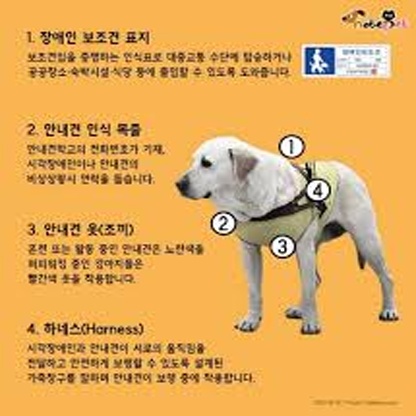 1. 장애인 보조견 표지
보조견임을 증명하는 인식표로 대중교통 수단에 탑승하거나
공공장소·숙박시설·식당 등에 출입할 수 있도록 도와줍니다.
장애인보조견
2. 안내견 인식 목줄
안내견학교의 전화번호가 기재,
시각장애인이나 안내견의
비상상황시 연락을 돕습니다.
3. 안내견 옷(조끼)
훈련 또는 활동 중인 안내견은 노란색을
퍼피워킹 중인 강아지들은
빨간색 옷을 착용합니다.
4. 하네스(Harness)
시각장애인과 안내견이 서로의 움직임을
전달하고 안전하게 보행할 수 있도록 설계된
가죽장구를 말하며 안내견이 보행 중에 착용합니다.
1
4
2
3